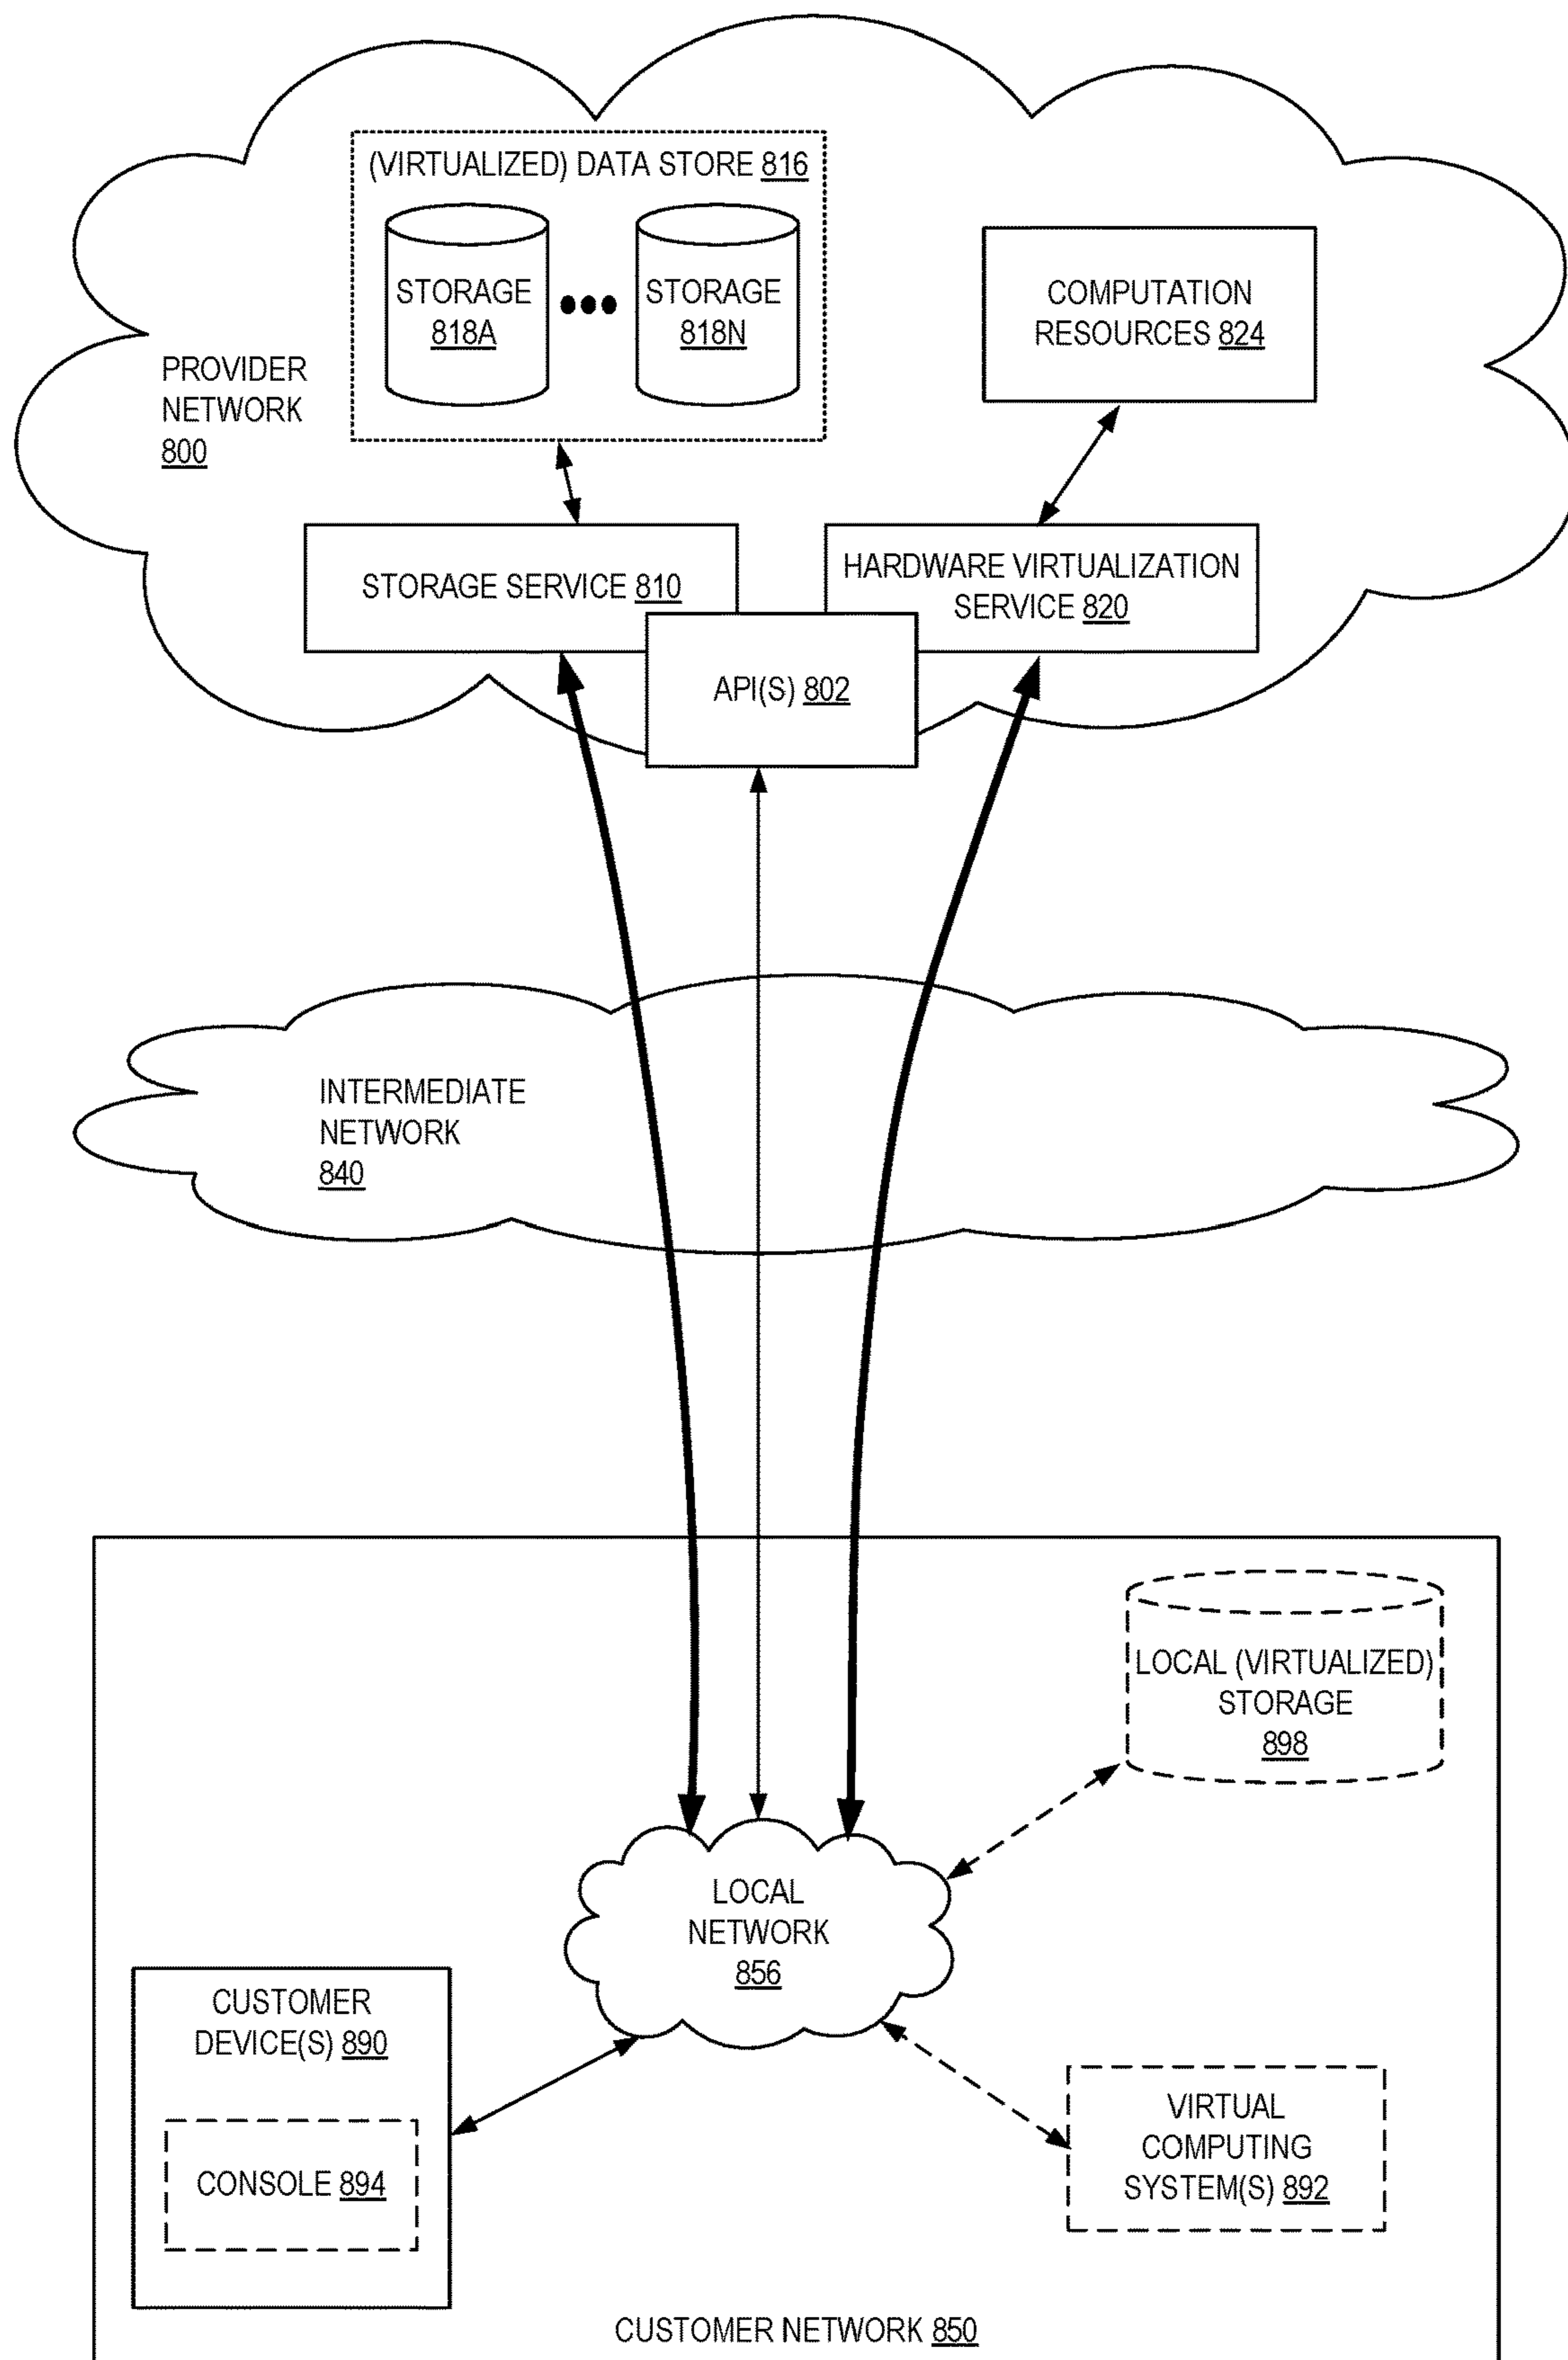 (VIRTUALIZED) DATA STORE 816
STORAGE
818A
STORAGE
818N
COMPUTATION
RESOURCES 824
PROVIDER
NETWORK
800
STORAGE SERVICE 810
HARDWARE VIRTUALIZATION
SERVICE 820
API(S) 802
INTERMEDIATE
NETWORK
840
LOCAL (VIRTUALIZED)
STORAGE
898
LOCAL
NETWORK
856
CUSTOMER
DEVICE(S) 890
CONSOLE 894
VIRTUAL
COMPUTING
SYSTEM(S) 892
CUSTOMER NETWORK 850